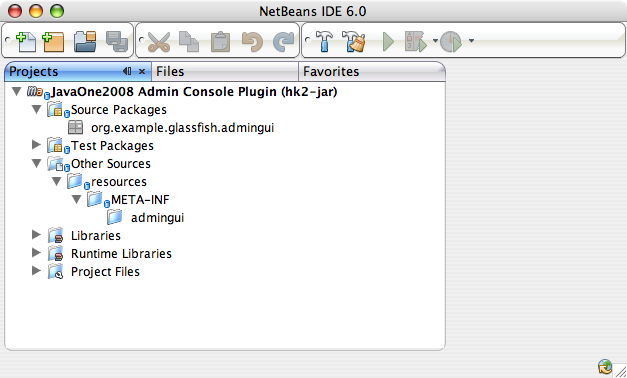 NetBeans IDE 6.0
Projects
Files
Favorites
JavaOne2008 Admin Console Plugin (hk2-jar)
Source Packages
org.example.glassfish.admingui
Test Packages
Other Sources
resources
META-INF
admingui
Libraries
Runtime Libraries
Project Files